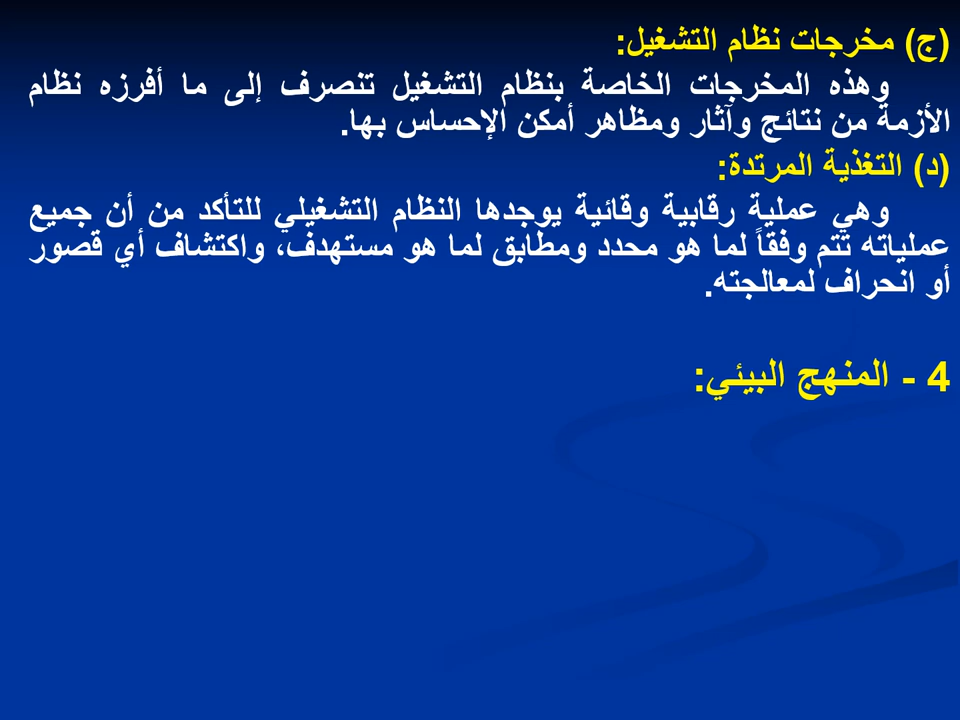 (ج) مخرجات نظام التشغيل:
وهذه المخرجات الخاصة بنظام التشغيل تنصرف إلى ما أفرزه نظام
الأزمة من نتائج وآثار ومظاهر أمكن الإحساس بها.
(د) التغذية المرتدة:
وهي عملية رقابية وقائية يوجدها النظام التشغيلي للتأكد من أن جميع
عملياته تتم وفقاً لما هو محدد ومطابق لما هو مستهدف، واكتشاف أي قصور
أو انحراف لمعالجته.
4 - المنهج البيئي: